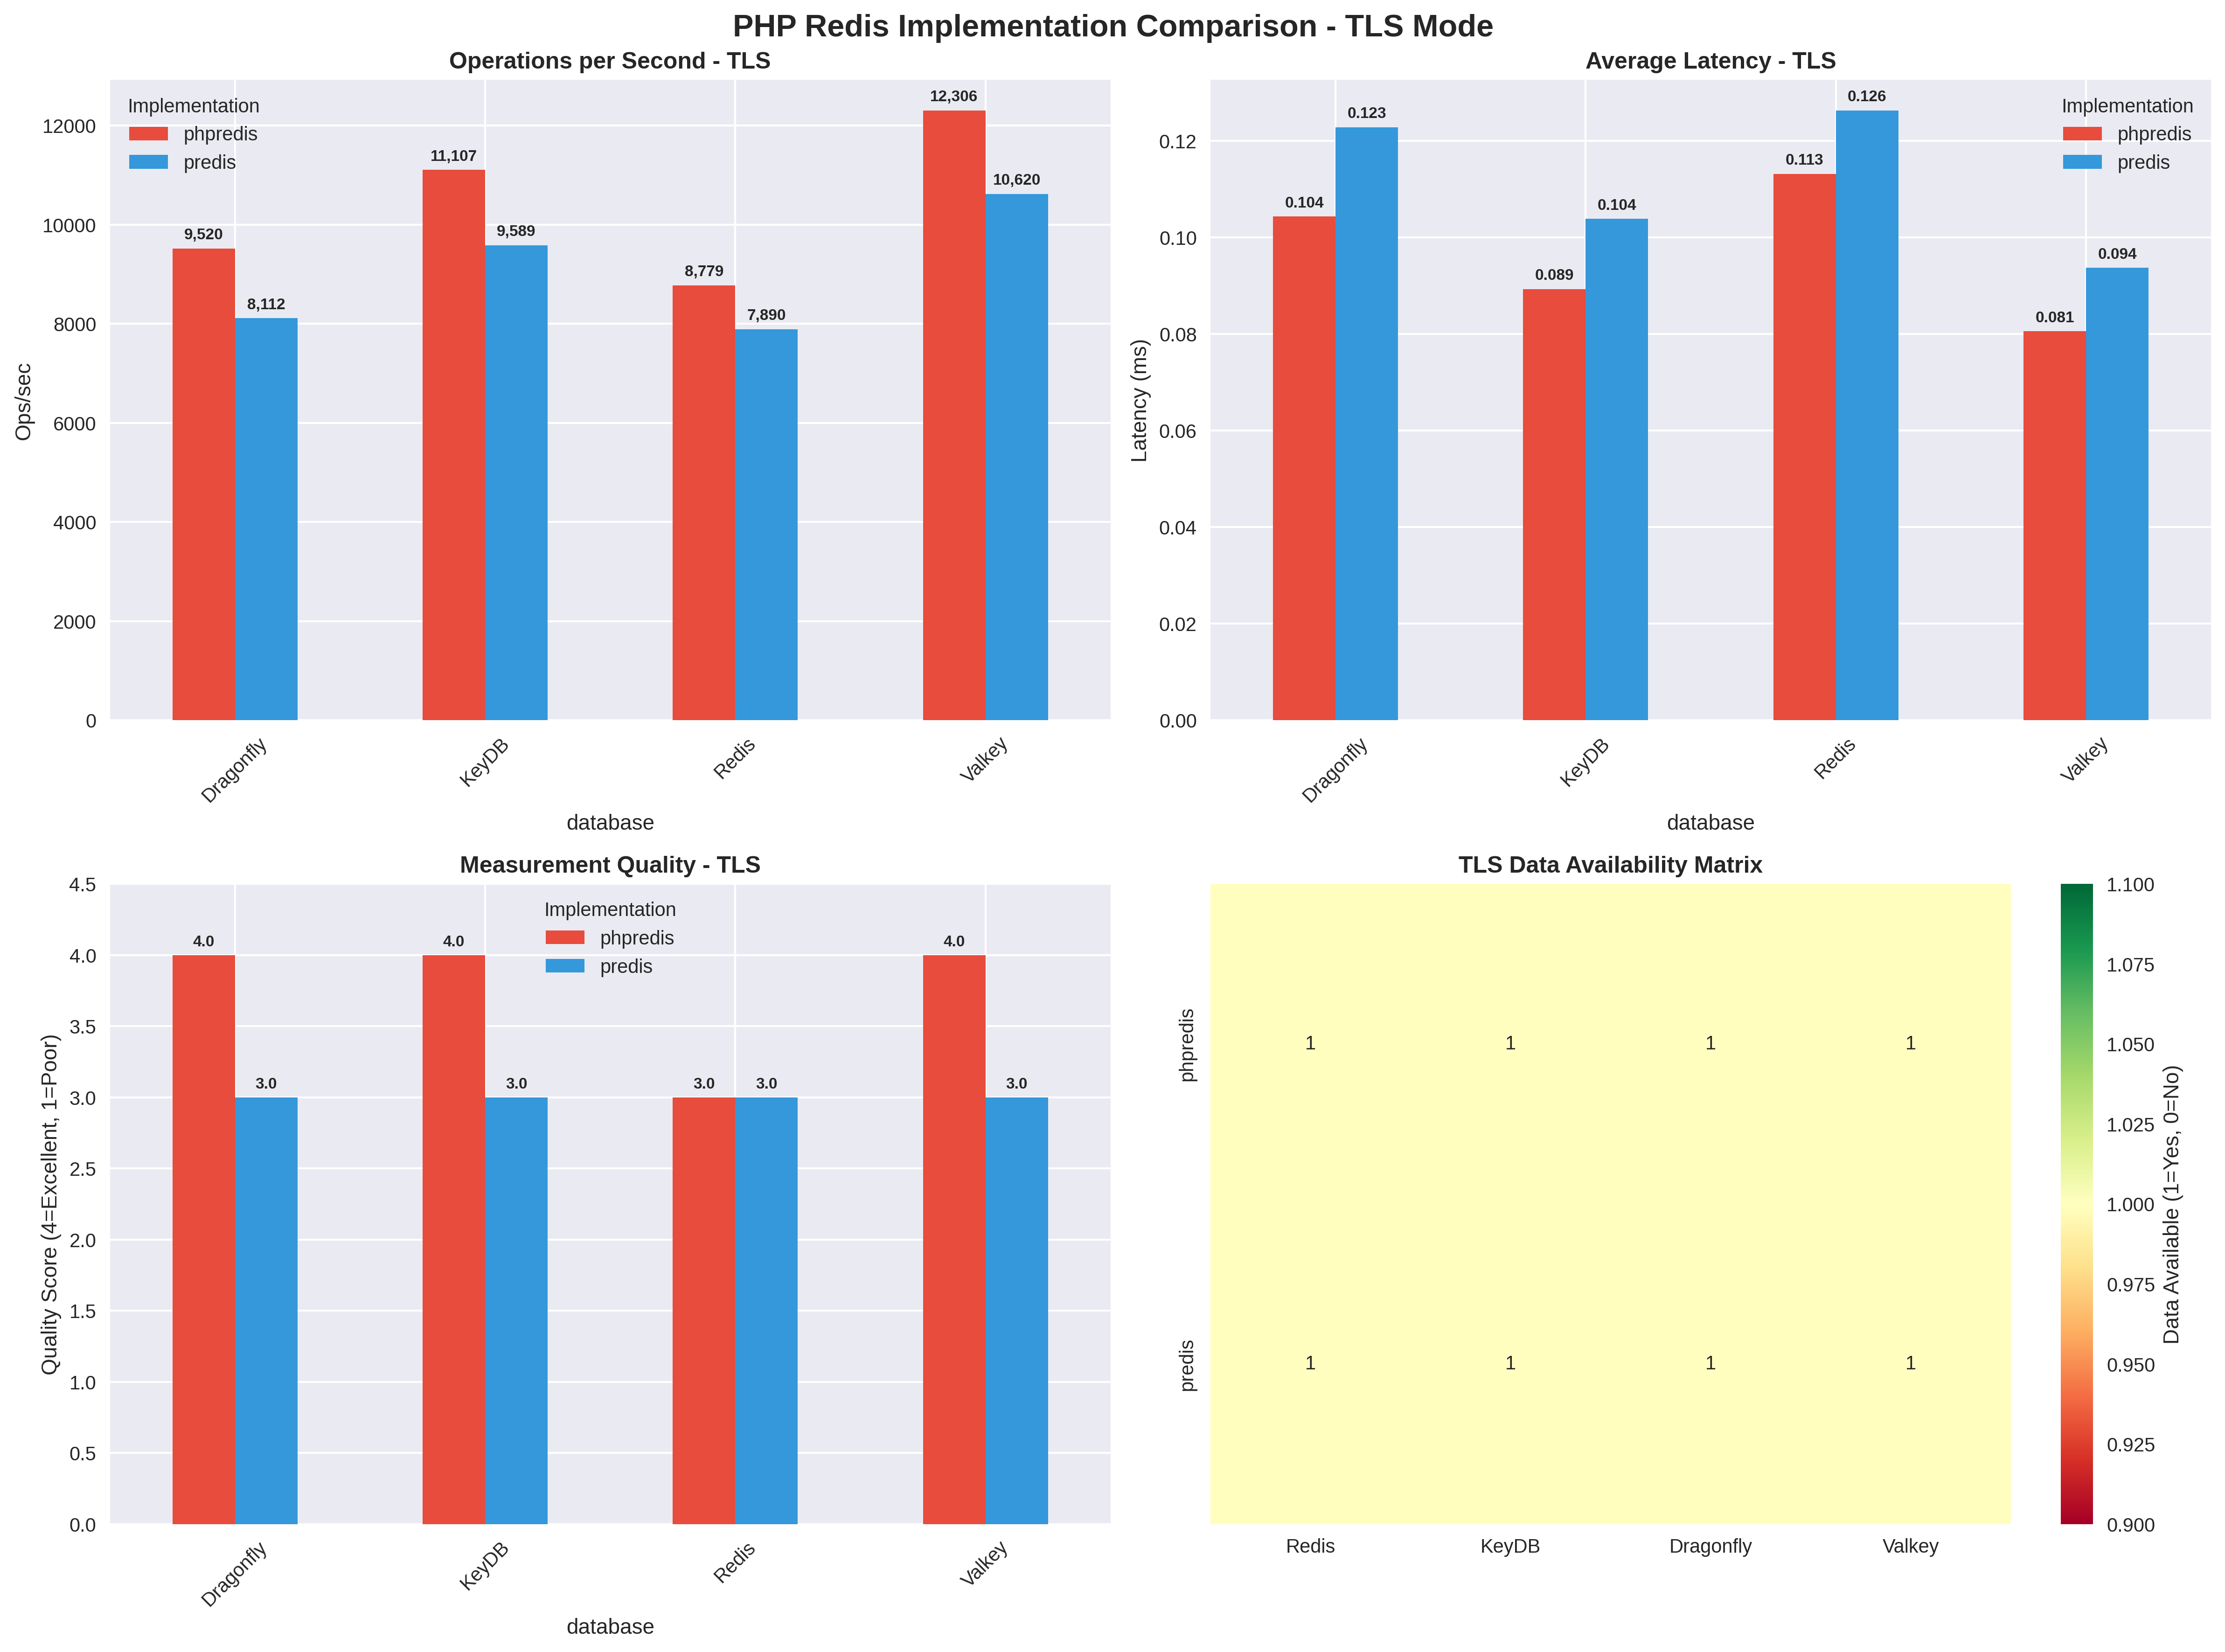 PHP Redis Implementation Comparison - TLS Mode
Operations per Second - TLS
Ops/sec
12000
10000
8000
6000
4000
2000
0
Implementation
phpredis
predis
9,520
8,112
11,107
9,589
8,779
7,890
12,306
10,620
Dragonfly
KeyDB
Redis
Valkey
database
Average Latency - TLS
Latency (ms)
0.12
0.10
0.08
0.06
0.04
0.02
0.00
Implementation
phpredis
predis
0.104
0.123
0.089
0.104
0.113
0.126
0.081
0.094
Dragonfly
KeyDB
Redis
Valkey
database
Measurement Quality - TLS
Quality Score (4=Excellent, 1=Poor)
4.5
4.0
3.5
3.0
2.5
2.0
1.5
1.0
0.5
0.0
Implementation
phpredis
predis
4.0
3.0
4.0
3.0
3.0
3.0
4.0
3.0
Dragonfly
KeyDB
Redis
Valkey
database
TLS Data Availability Matrix
phpredis
1 1 1 1
predis
1 1 1 1
Redis KeyDB Dragonfly Valkey
1.100
1.075
1.050
1.025
1.000
0.975
0.950
0.925
0.900
Data Available (1=Yes, 0=No)